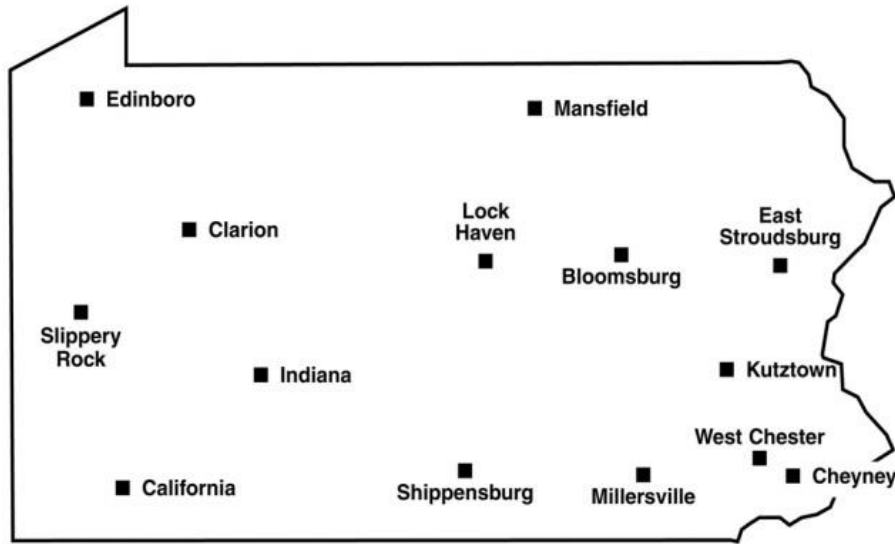 Edinboro
Mansfield
Clarion
Lock
Haven
East
Stroudsburg
Bloomsburg
Slippery
Rock
Indiana
Kutztown
West Chester
California
Shippensburg
Millersville
Cheyney